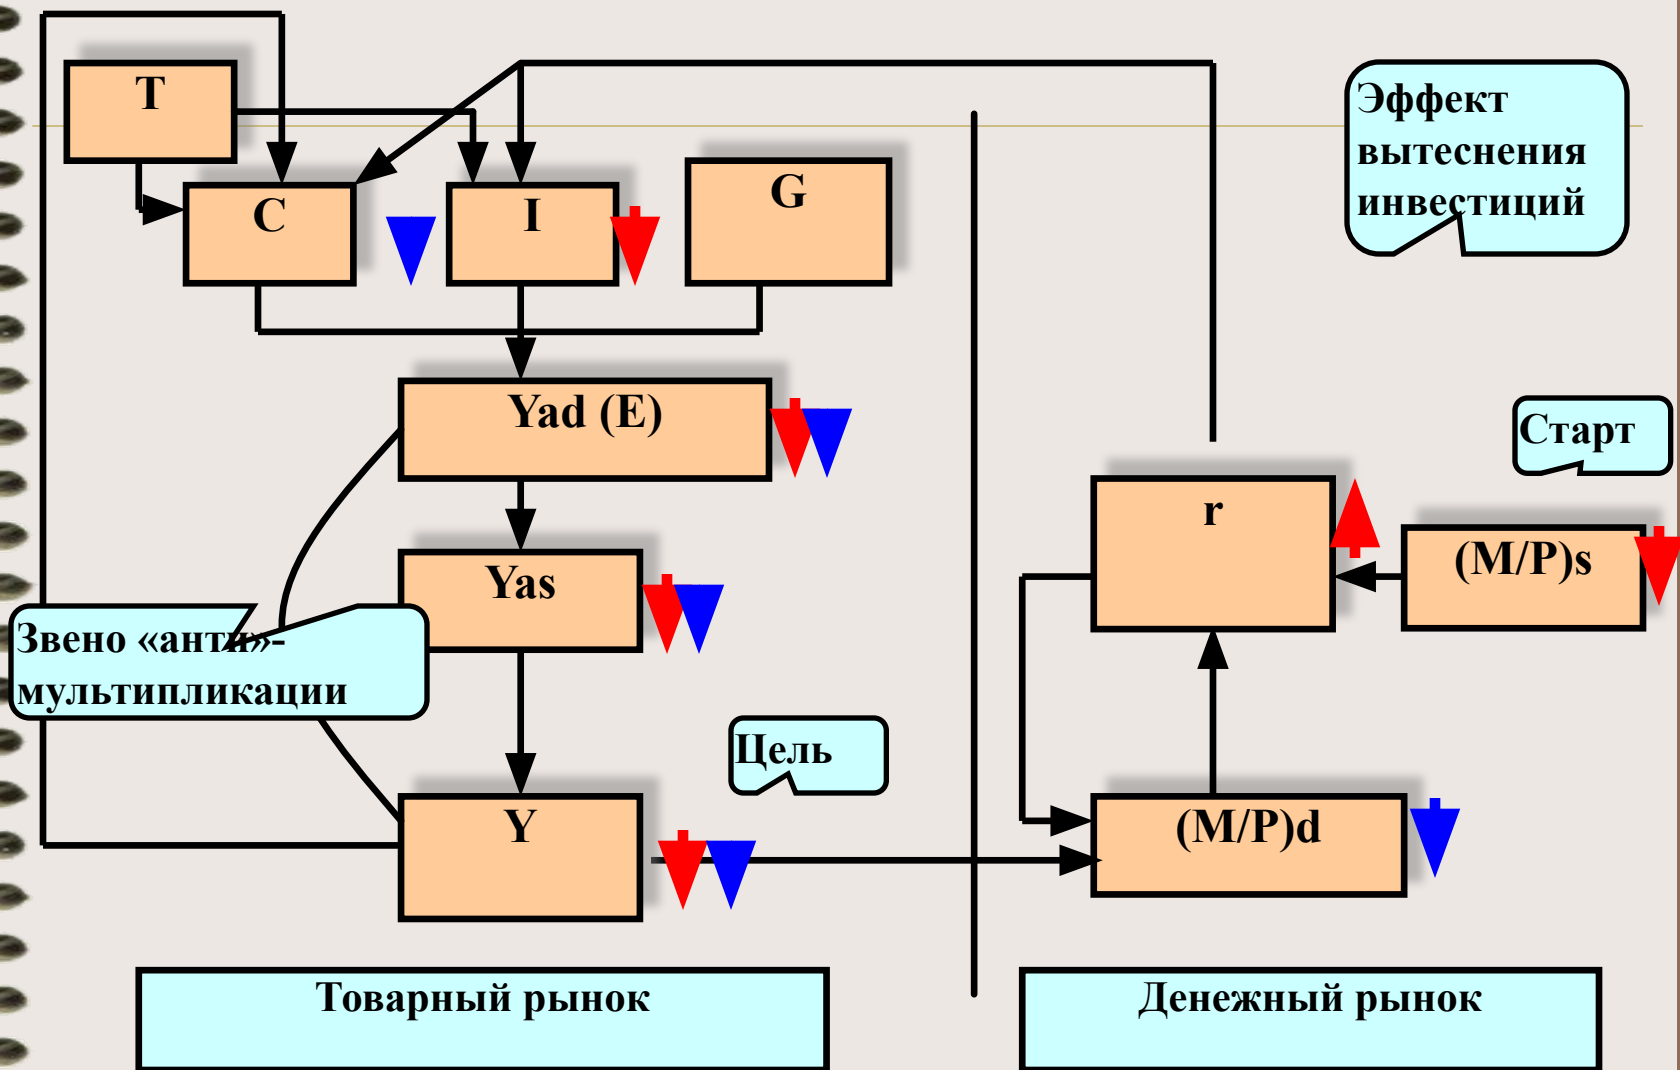 T
Эффект
вытеснения
инвестиций
C
I
G
Yad (E)
Старт
r
(M/P)s
Yas
Звено «анти»-
мультипликации
Цель
Y
(M/P)d
Товарный рынок
Денежный рынок